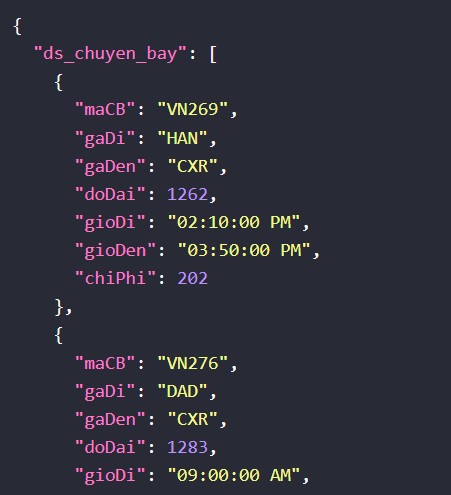 {
  "ds_chuyen_bay": [
    {
      "maCB": "VN269",
      "gaDi": "HAN",
      "gaDen": "CXR",
      "doDai": 1262,
      "gioDi": "02:10:00 PM",
      "gioDen": "03:50:00 PM",
      "chiPhi": 202
    },
    {
      "maCB": "VN276",
      "gaDi": "DAD",
      "gaDen": "CXR",
      "doDai": 1283,
      "gioDi": "09:00:00 AM",